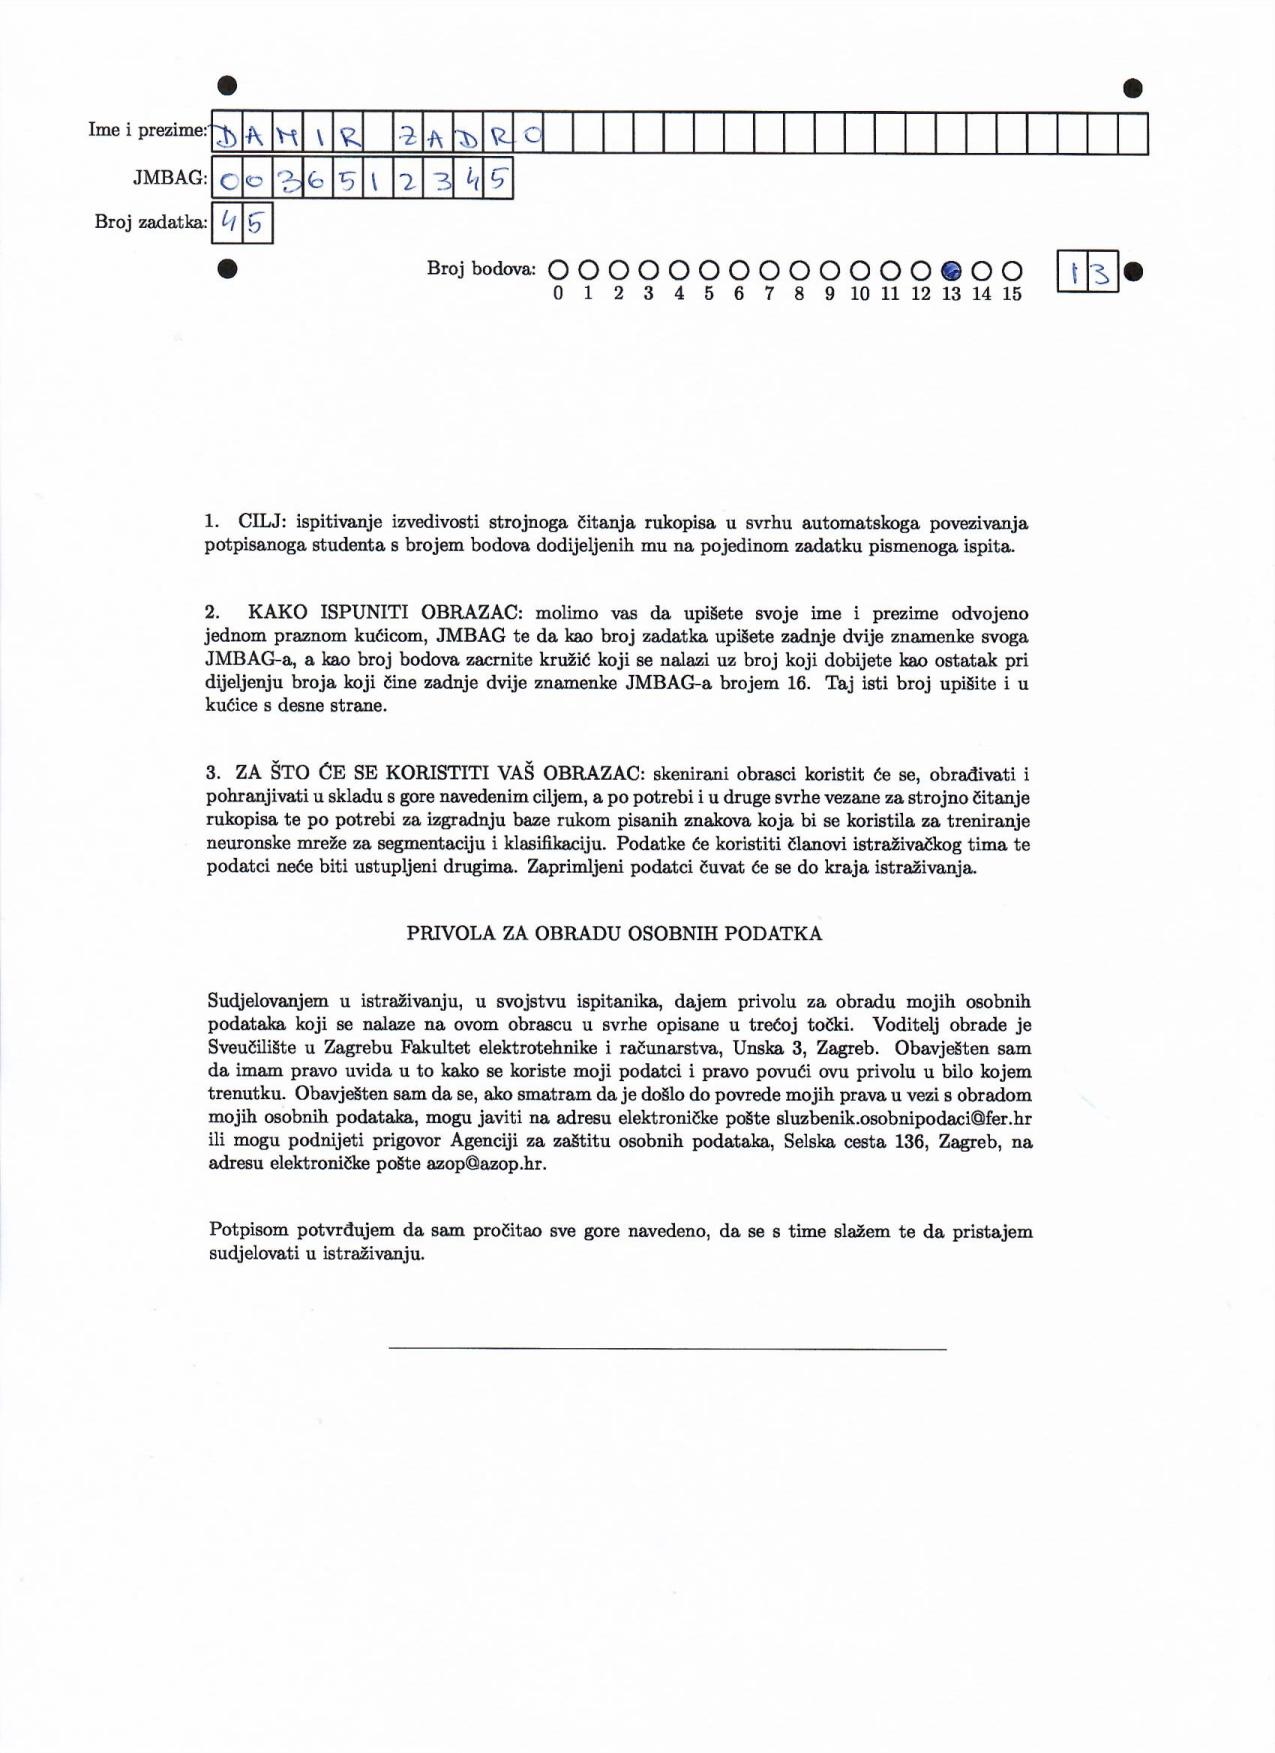 Ime i prezime: DAMIR ZADRO
JMBAG: 0036512345
Broj zadatka: 45
Broj bodova: 13
0 1 2 3 4 5 6 7 8 9 10 11 12 13 14 15
1. CILJ: ispitivanje izvedivosti strojnoga čitanja rukopisa u svrhu automatskoga povezivanja
potpisanoga studenta s brojem bodova dodijeljenih mu na pojedinom zadatku pismenoga ispita.
2. KAKO ISPUNITI OBRAZAC: molimo vas da upišete svoje ime i prezime odvojeno
jednom praznom kućicom, JMBAG te da kao broj zadatka upišete zadnje dvije znamenke svoga
JMBAG-a, a kao broj bodova zacrnite kružić koji se nalazi uz broj koji dobijete kao ostatak pri
dijeljenju broja koji čine zadnje dvije znamenke JMBAG-a brojem 16. Taj isti broj upišite i u
kućice s desne strane.
3. ZA ŠTO ĆE SE KORISTITI VAŠ OBRAZAC: skenirani obrasci koristit će se, obrađivati i
pohranjivati u skladu s gore navedenim ciljem, a po potrebi i u druge svrhe vezane za strojno čitanje
rukopisa te po potrebi za izgradnju baze rukom pisanih znakova koja bi se koristila za treniranje
neuronske mreže za segmentaciju i klasifikaciju. Podatke će koristiti članovi istraživačkog tima te
podatci neće biti ustupljeni drugima. Zaprimljeni podatci čuvat će se do kraja istraživanja.
PRIVOLA ZA OBRADU OSOBNIH PODATKA
Sudjelovanjem u istraživanju, u svojstvu ispitanika, dajem privolu za obradu mojih osobnih
podataka koji se nalaze na ovom obrascu u svrhe opisane u trećoj točki. Voditelj obrade je
Sveučilište u Zagrebu Fakultet elektrotehnike i računarstva, Unska 3, Zagreb. Obavješten sam
da imam pravo uvida u to kako se koriste moji podatci i pravo povući ovu privolu u bilo kojem
trenutku. Obavješten sam da se, ako smatram da je došlo do povrede mojih prava u vezi s obradom
mojih osobnih podataka, mogu javiti na adresu elektroničke pošte sluzbenik.osobnipodaci@fer.hr
ili mogu podnijeti prigovor Agenciji za zaštitu osobnih podataka, Selska cesta 136, Zagreb, na
adresu elektroničke pošte azop@azop.hr.
Potpisom potvrđujem da sam pročitao sve gore navedeno, da se s time slažem te da pristajem
sudjelovati u istraživanju.